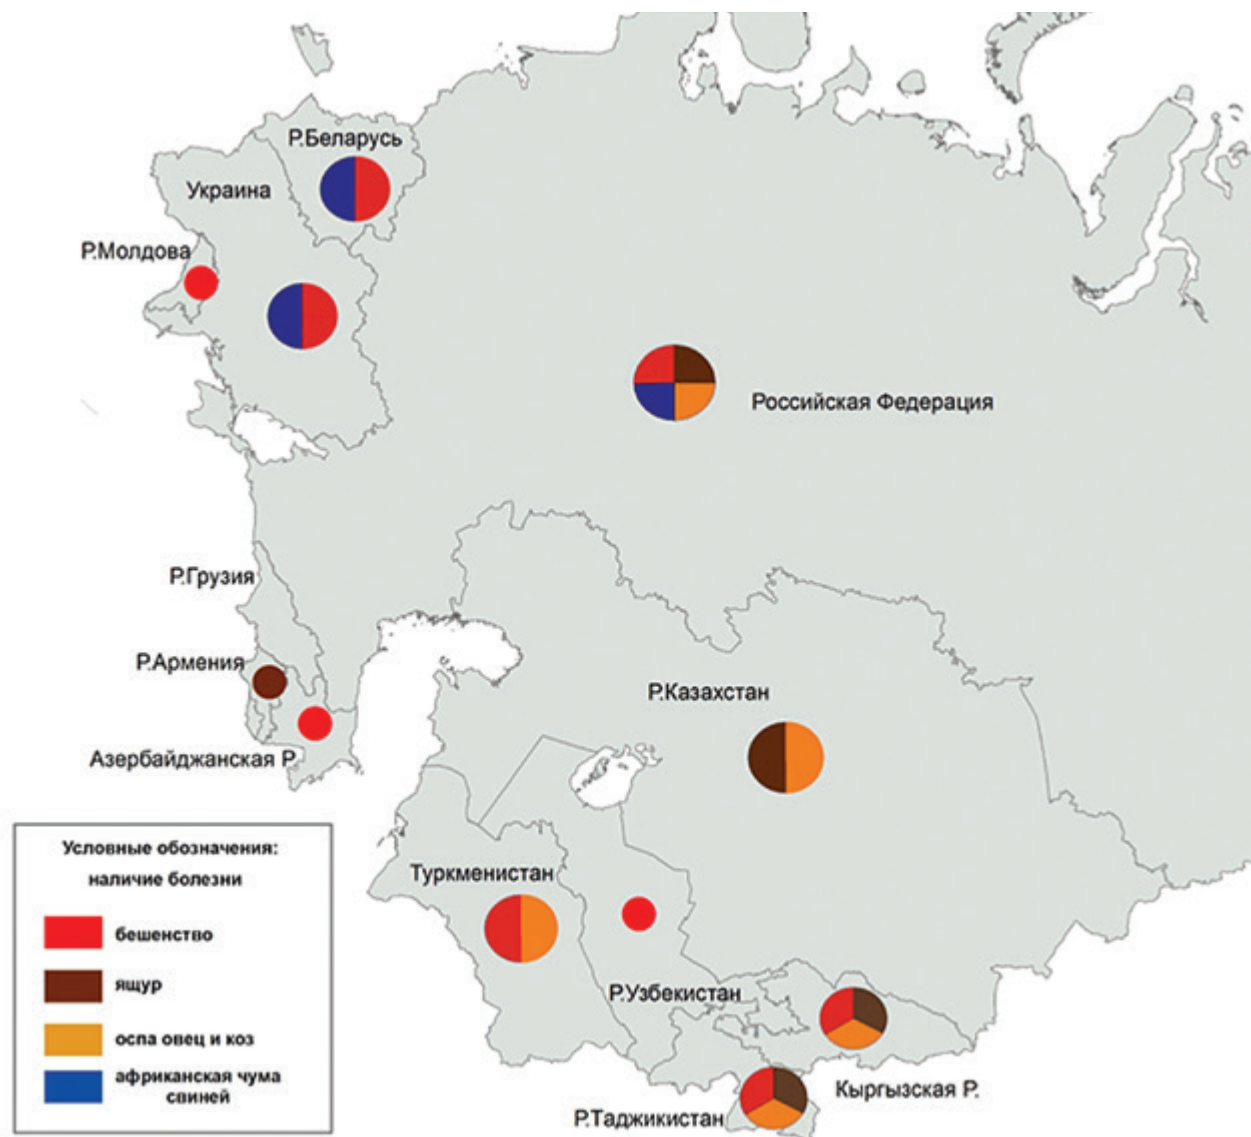 Р.Беларусь
Украина
Р.Молдова
Российская Федерация
Р.Грузия
Р.Армения
Р.Казахстан
Азербайджанская Р.
Туркменистан
Р.Узбекистан
Кыргызская Р.
Р.Таджикистан
Условные обозначения:
наличие болезни
бешенство
ящур
оспа овец и коз
африканская чума
свиней